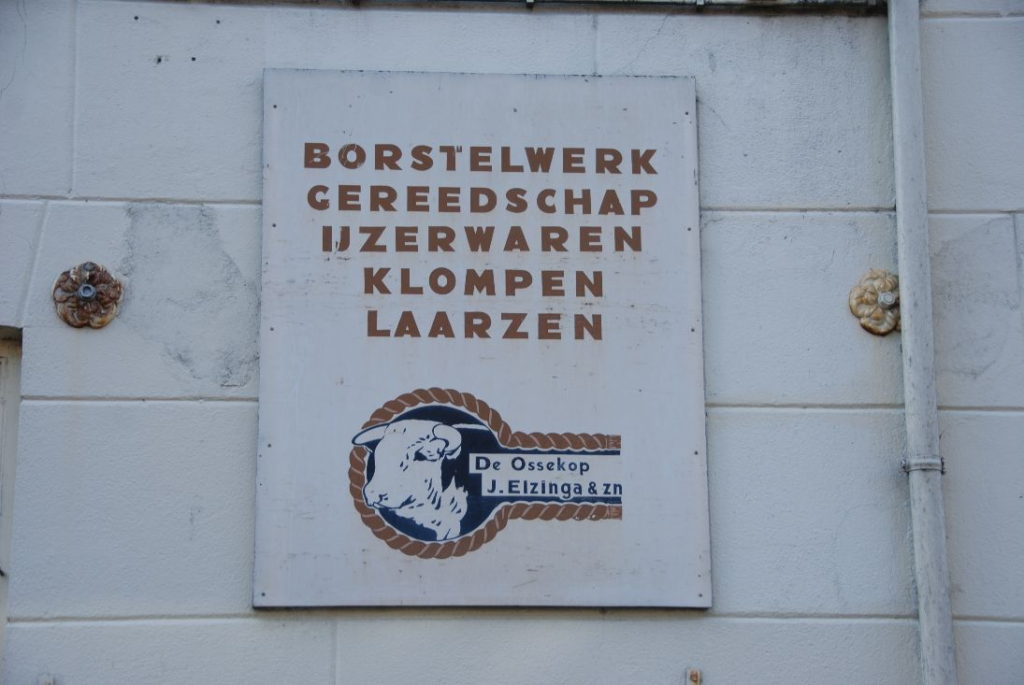 BORSTELWERK
GEREEDSCHAP
IJZERWAREN
KLOMPEN
LAARZEN
De Ossekop
J. Elzinga & zn